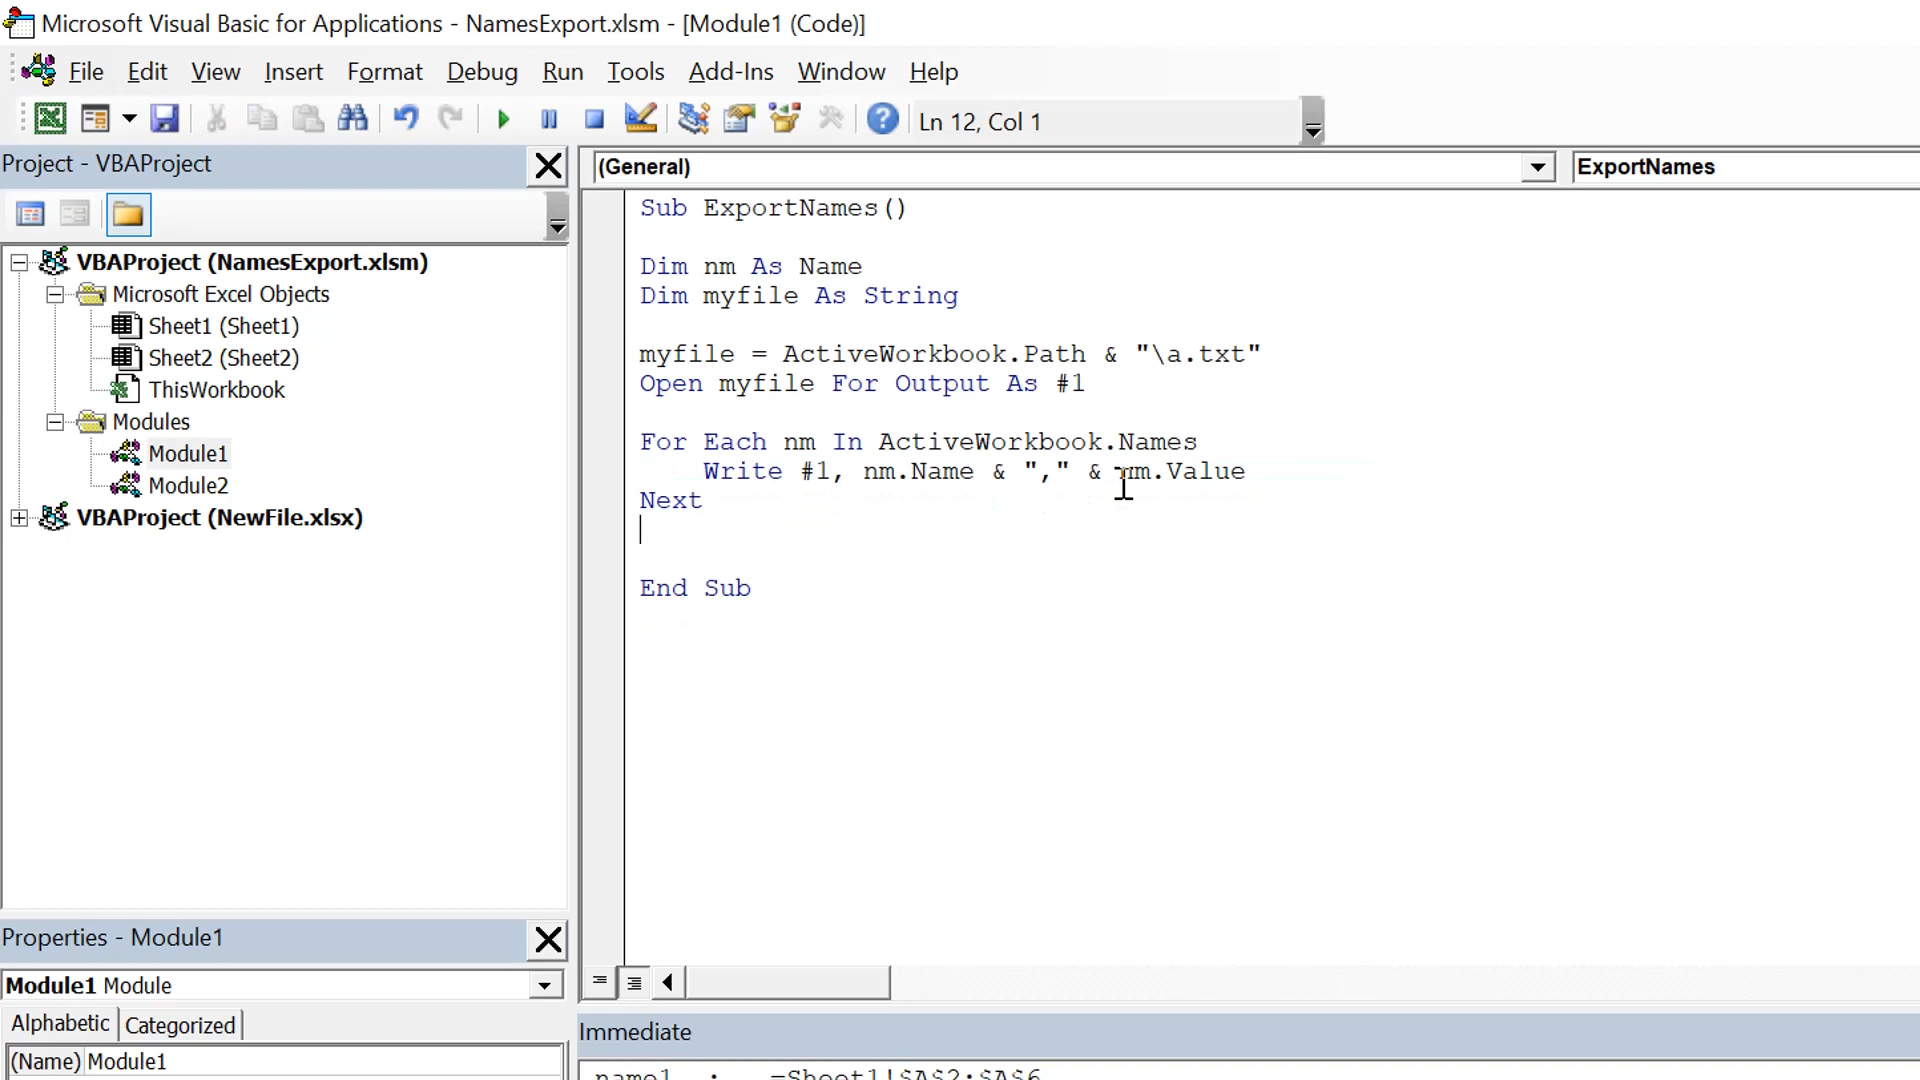 Microsoft Visual Basic for Applications - NamesExport.xlsm - [Module1 (Code)]
File Edit View Insert Format Debug Run Tools Add-Ins Window Help
Ln 12, Col 1
Project - VBAProject
VBAProject (NamesExport.xlsm)
Microsoft Excel Objects
Sheet1 (Sheet1)
Sheet2 (Sheet2)
ThisWorkbook
Modules
Module1
Module2
VBAProject (NewFile.xlsx)
Properties - Module1
Module1 Module
Alphabetic Categorized
(Name) Module1
(General) ExportNames
Sub ExportNames()
Dim nm As Name
Dim myfile As String
myfile = ActiveWorkbook.Path & "\a.txt"
Open myfile For Output As #1
For Each nm In ActiveWorkbook.Names
Write #1, nm.Name & "," & nm.Value
Next
End Sub
Immediate
name1 : =Sheet1!$A$2:$A$6